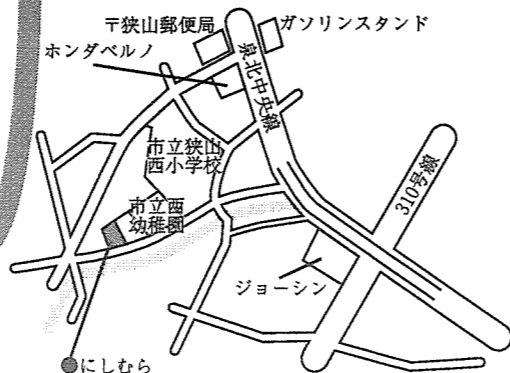 〒狭山郵便局
ガソリンスタンド
ホンダベルノ
泉北中央線
市立狭山
西小学校
310号線
市立西
幼稚園
ジョーシン
●にしむら